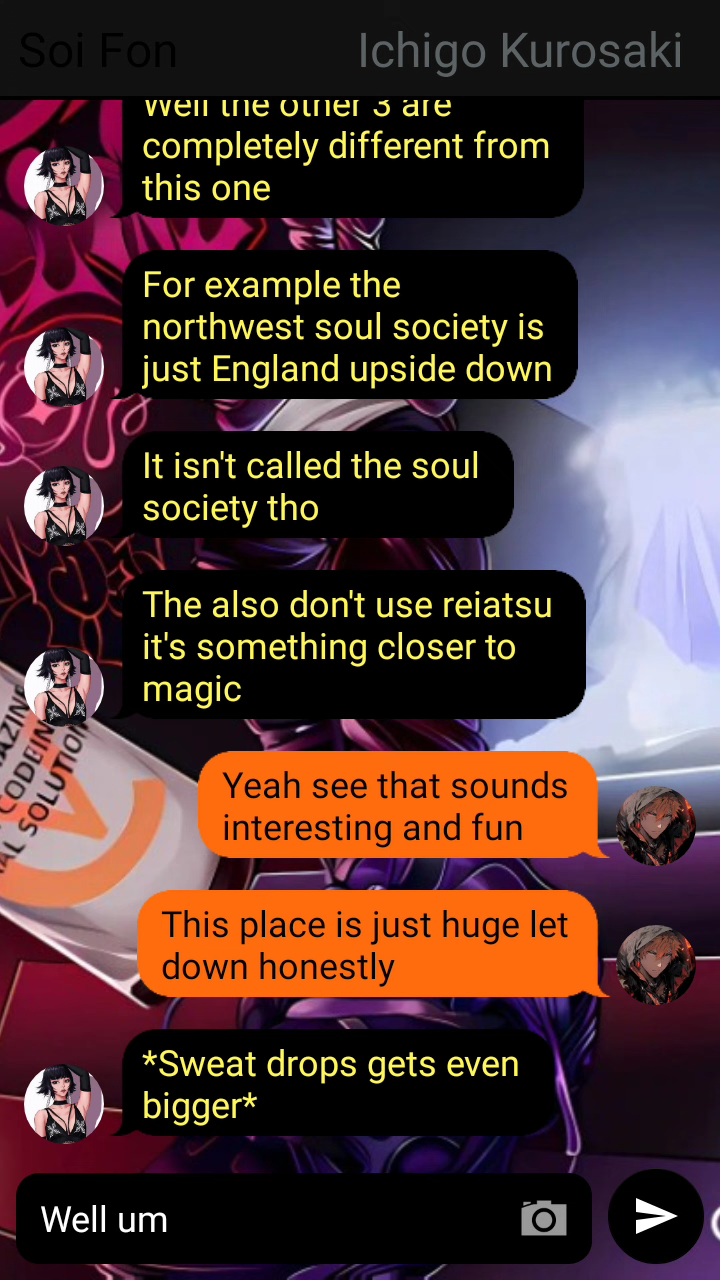 Soi Fon
Ichigo Kurosaki
Well the other 3 are
completely different from
this one
For example the
northwest soul society is
just England upside down
It isn't called the soul
society tho
The also don't use reiatsu
it's something closer to
magic
Yeah see that sounds
interesting and fun
This place is just huge let
down honestly
*Sweat drops gets even
bigger*
Well um
CODEIN
SOLUTION